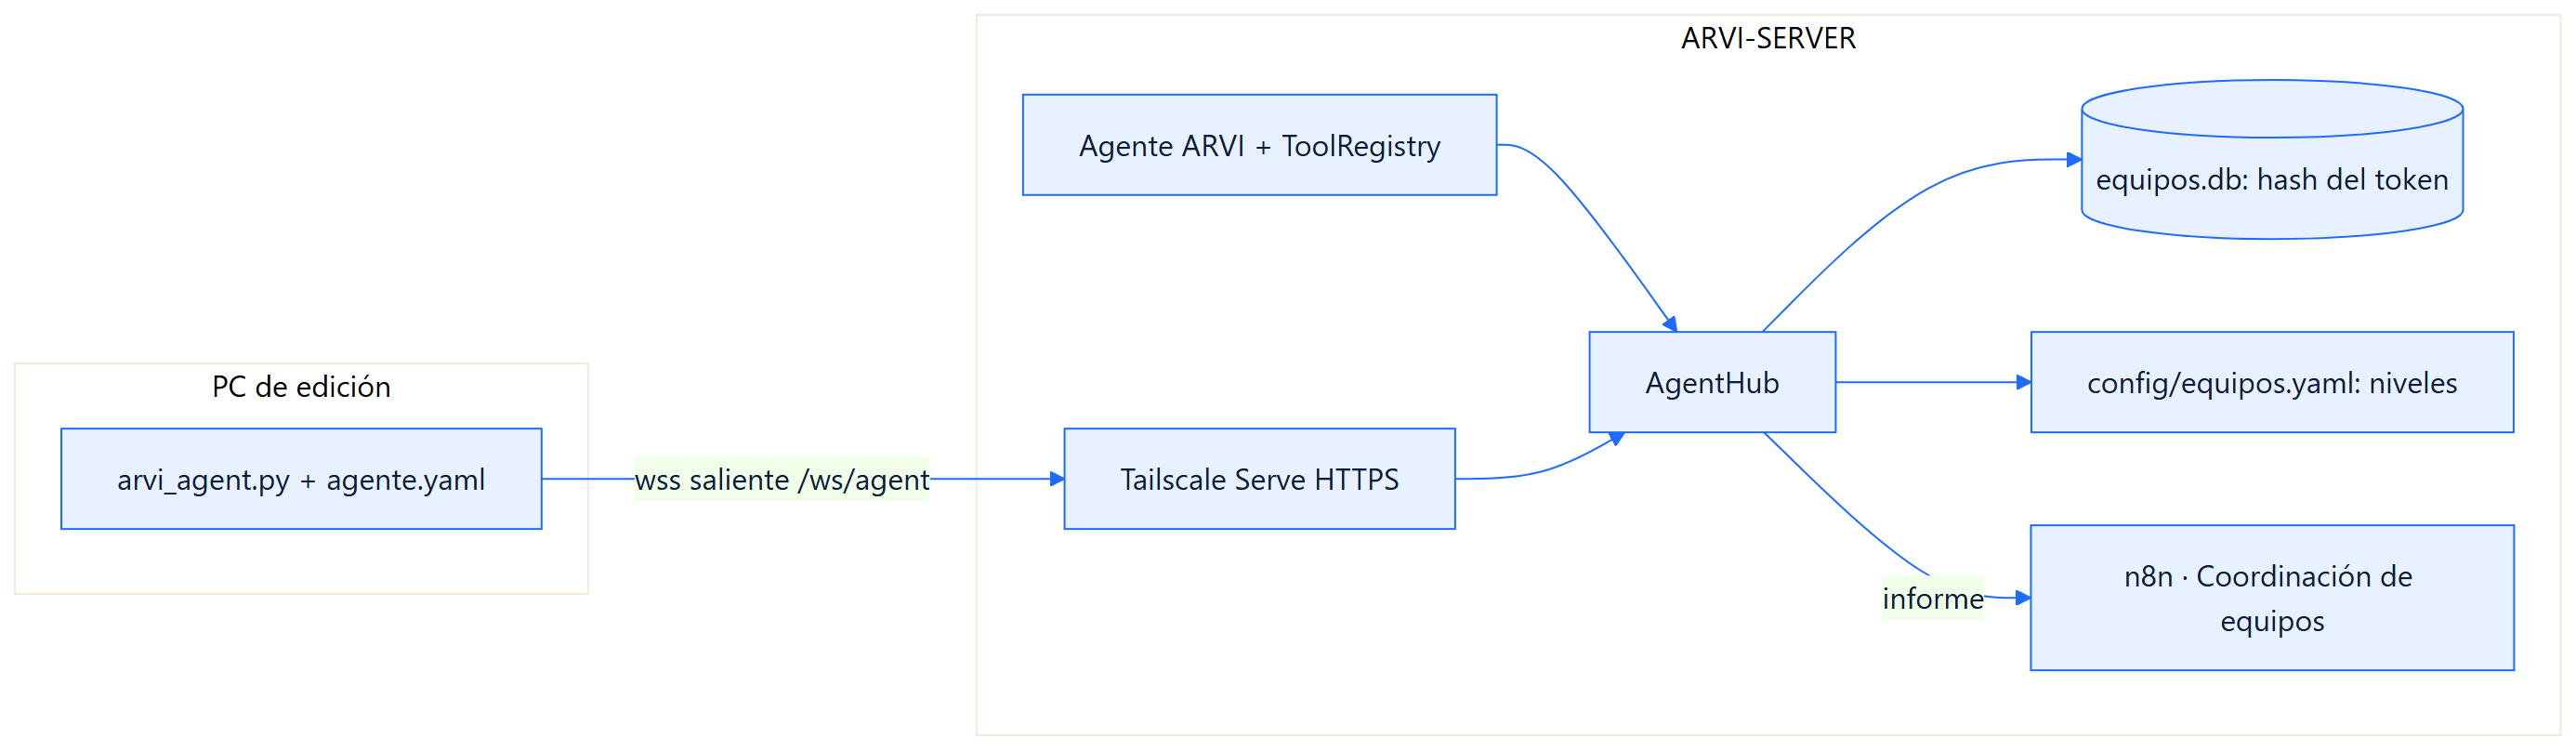 ARVI-SERVER
Agente ARVI + ToolRegistry
equipos.db: hash del token
PC de edición
AgentHub
config/equipos.yaml: niveles
arvi_agent.py + agente.yaml
wss saliente /ws/agent
Tailscale Serve HTTPS
informe
n8n · Coordinación de
equipos